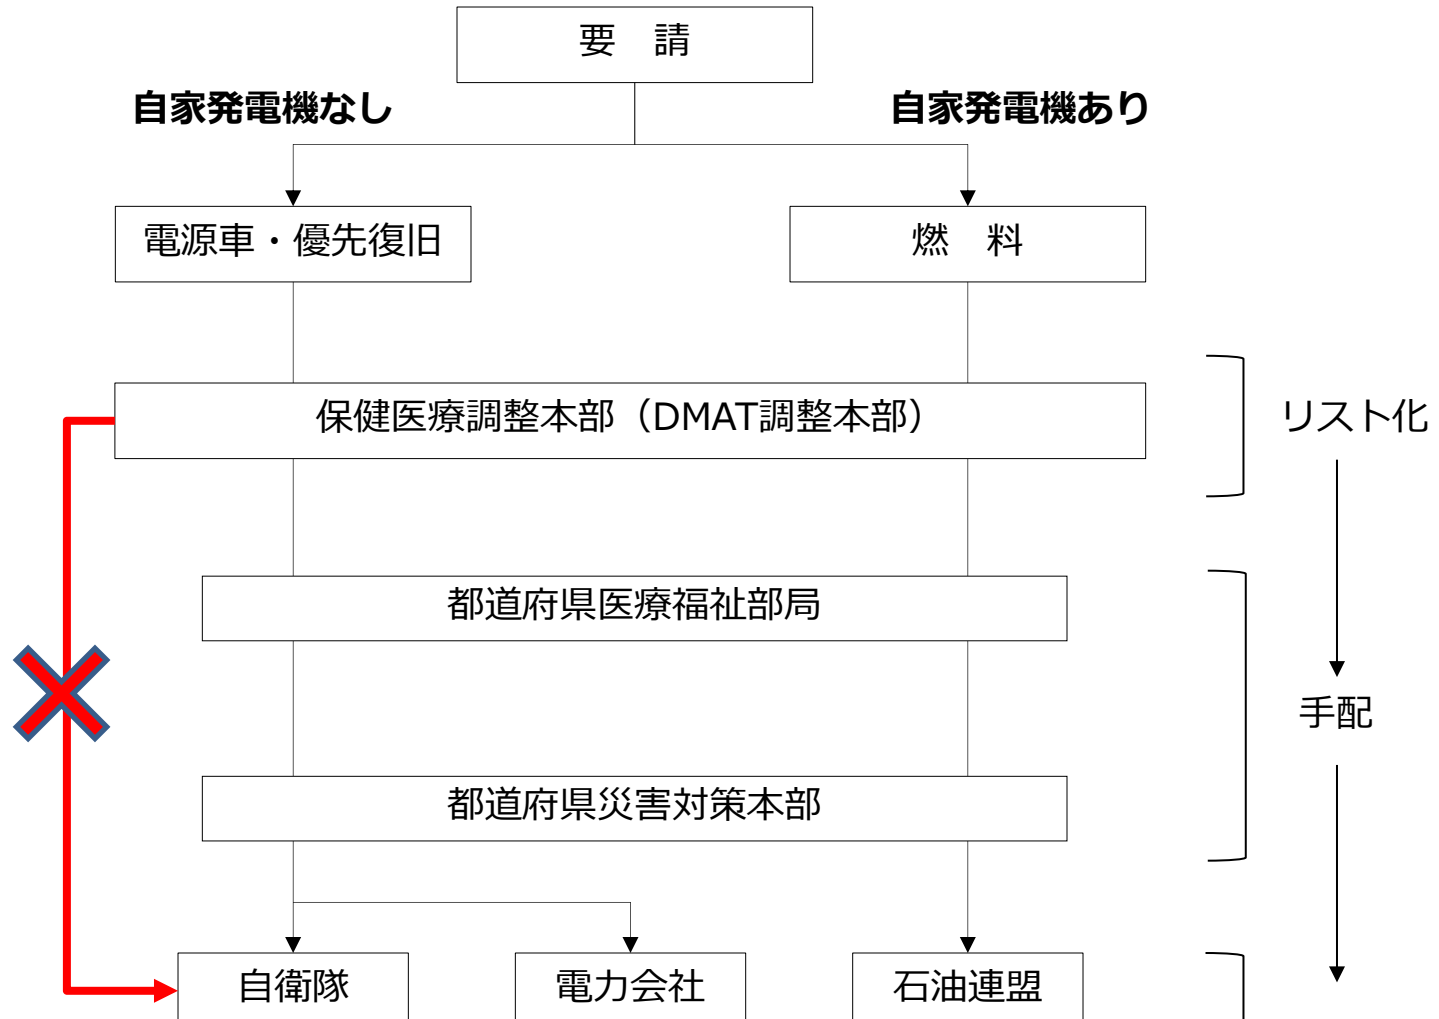 要　請
自家発電機なし
自家発電機あり
電源車・優先復旧
燃　料
保健医療調整本部（DMAT調整本部）
リスト化
都道府県医療福祉部局
手配
都道府県災害対策本部
自衛隊
電力会社
石油連盟